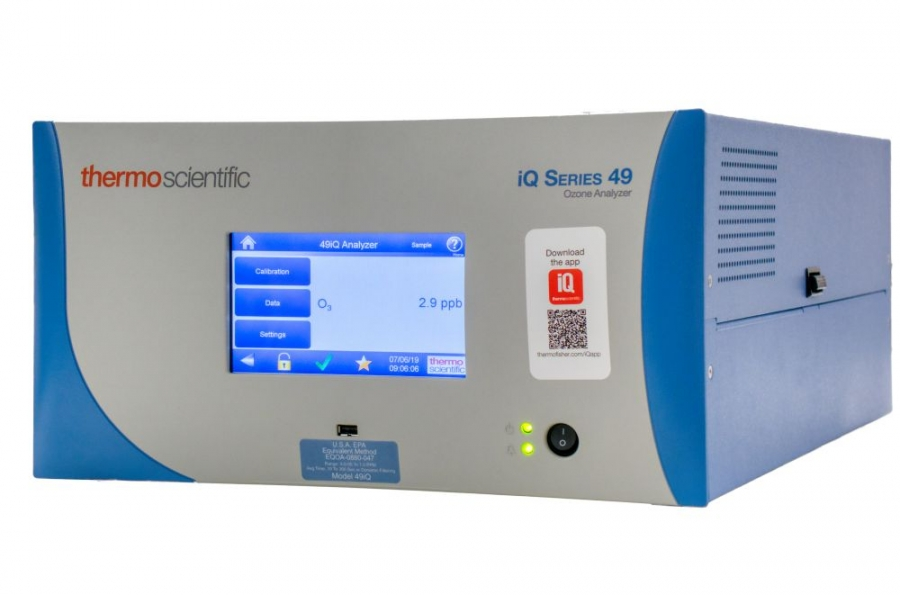 thermo scientific
iQ SERIES 49
Ozone Analyzer
49iQ Analyzer
Sample
?
Calibration
Data
Settings
O₃
2.9 ppb
07/06/19
09:06:06
thermo
scientific
Download
the app
iQ
thermoscientific
thermofisher.com/iQapp
U.S.A. EPA
Equivalent Method
EQOA-0880-047
Model 49iQ